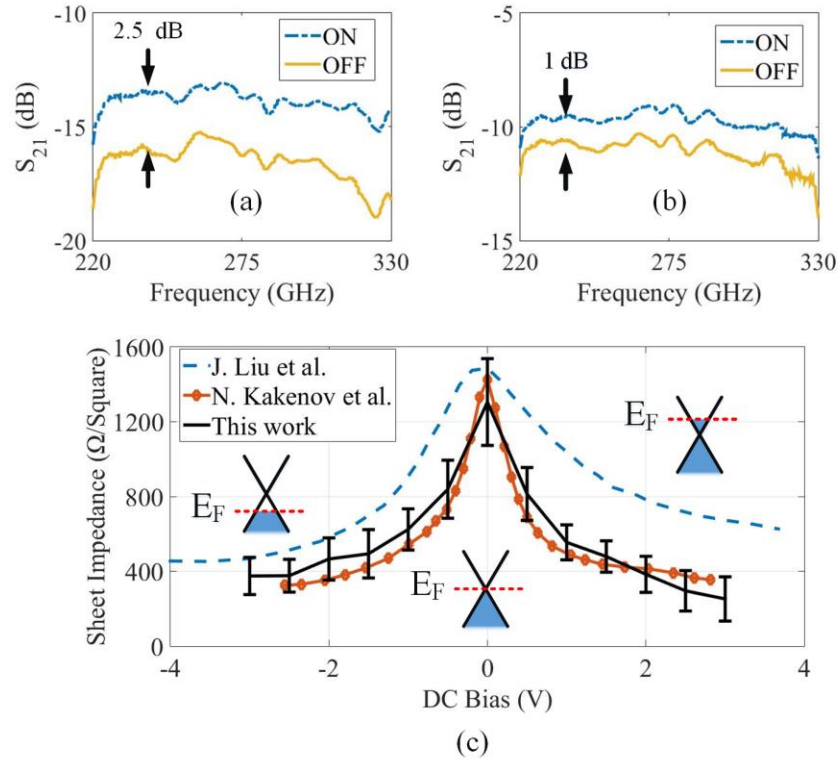 -10
2.5 dB
ON
OFF
S21 (dB)
-15
-20
220
275
330
Frequency (GHz)
(a)
-5
1 dB
ON
OFF
S21 (dB)
-10
-15
220
275
330
Frequency (GHz)
(b)
1600
1200
800
400
0
Sheet Impedance (Ω/Square)
J. Liu et al.
N. Kakenov et al.
This work
EF
EF
EF
-4
-2
0
2
4
DC Bias (V)
(c)